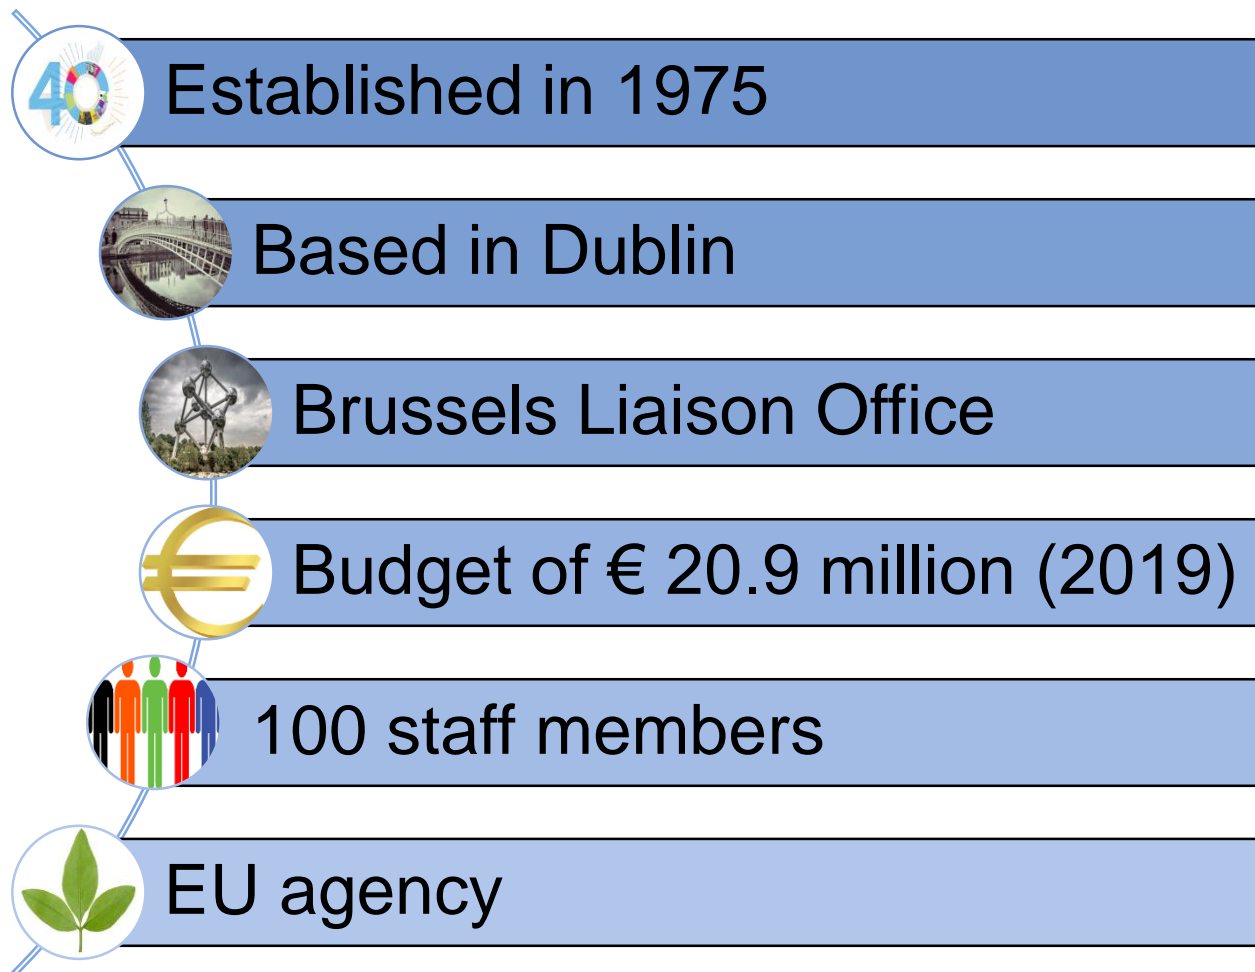 40
Established in 1975
Based in Dublin
Brussels Liaison Office
Budget of € 20.9 million (2019)
100 staff members
EU agency